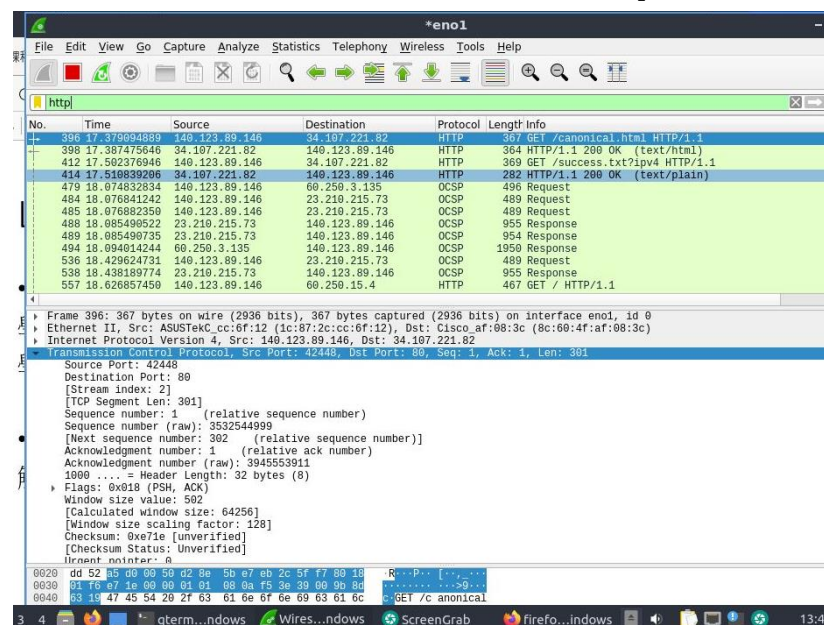 *eno1
File Edit View Go Capture Analyze Statistics Telephony Wireless Tools Help
http
No. Time Source Destination Protocol Length Info
396 17.379094889 140.123.89.146 34.107.221.82 HTTP 367 GET /canonical.html HTTP/1.1
398 17.387475646 34.107.221.82 140.123.89.146 HTTP 364 HTTP/1.1 200 OK (text/html)
412 17.502376946 140.123.89.146 34.107.221.82 HTTP 369 GET /success.txt?ipv4 HTTP/1.1
414 17.510839206 34.107.221.82 140.123.89.146 HTTP 282 HTTP/1.1 200 OK (text/plain)
479 18.074832834 140.123.89.146 60.250.3.135 OCSP 496 Request
484 18.076841242 140.123.89.146 23.210.215.73 OCSP 489 Request
485 18.076882350 140.123.89.146 23.210.215.73 OCSP 489 Request
488 18.085490522 23.210.215.73 140.123.89.146 OCSP 955 Response
489 18.085490735 23.210.215.73 140.123.89.146 OCSP 954 Response
494 18.094014244 60.250.3.135 140.123.89.146 OCSP 1950 Response
536 18.429624731 140.123.89.146 23.210.215.73 OCSP 489 Request
538 18.438189774 23.210.215.73 140.123.89.146 OCSP 955 Response
557 18.626857450 140.123.89.146 60.250.15.4 HTTP 467 GET / HTTP/1.1
Frame 396: 367 bytes on wire (2936 bits), 367 bytes captured (2936 bits) on interface eno1, id 0
Ethernet II, Src: ASUSTekC_cc:6f:12 (1c:87:2c:cc:6f:12), Dst: Cisco_af:08:3c (8c:60:4f:af:08:3c)
Internet Protocol Version 4, Src: 140.123.89.146, Dst: 34.107.221.82
Transmission Control Protocol, Src Port: 42448, Dst Port: 80, Seq: 1, Ack: 1, Len: 301
Source Port: 42448
Destination Port: 80
[Stream index: 2]
[TCP Segment Len: 301]
Sequence number: 1 (relative sequence number)
Sequence number (raw): 3532544999
[Next sequence number: 302 (relative sequence number)]
Acknowledgment number: 1 (relative ack number)
Acknowledgment number (raw): 3945553911
1000 .... = Header Length: 32 bytes (8)
Flags: 0x018 (PSH, ACK)
Window size value: 502
[Calculated window size: 64256]
[Window size scaling factor: 128]
Checksum: 0xe71e [unverified]
[Checksum Status: Unverified]
Urgent pointer: 0
0020 dd 52 a5 d0 00 50 d2 8e 5b e7 eb 2c 5f f7 80 18 ·R···P·· [··,_···
0030 01 f6 e7 1e 00 00 01 01 08 0a f5 3e 39 00 9b 8d ········ ···>9···
0040 63 19 47 45 54 20 2f 63 61 6e 6f 6e 69 63 61 6c c·GET /c anonical
3 4 qterm...ndows Wires...ndows ScreenGrab firefo...indows 13:4